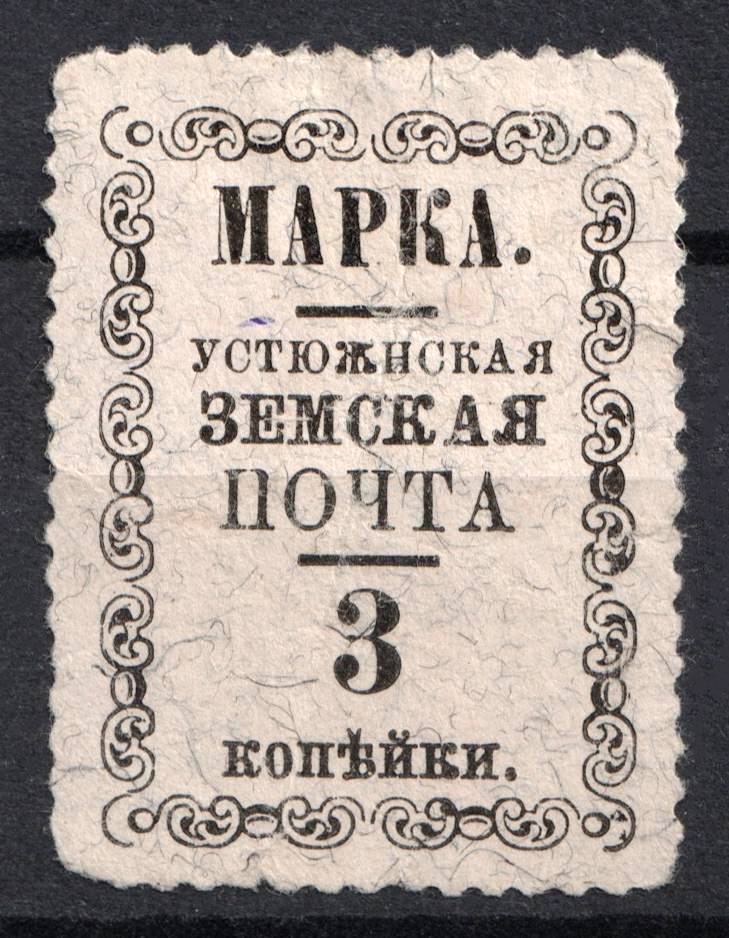 МАРКА.
УСТЮЖНСКАЯ
ЗЕМСКАЯ
ПОЧТА
3
копѣйки.